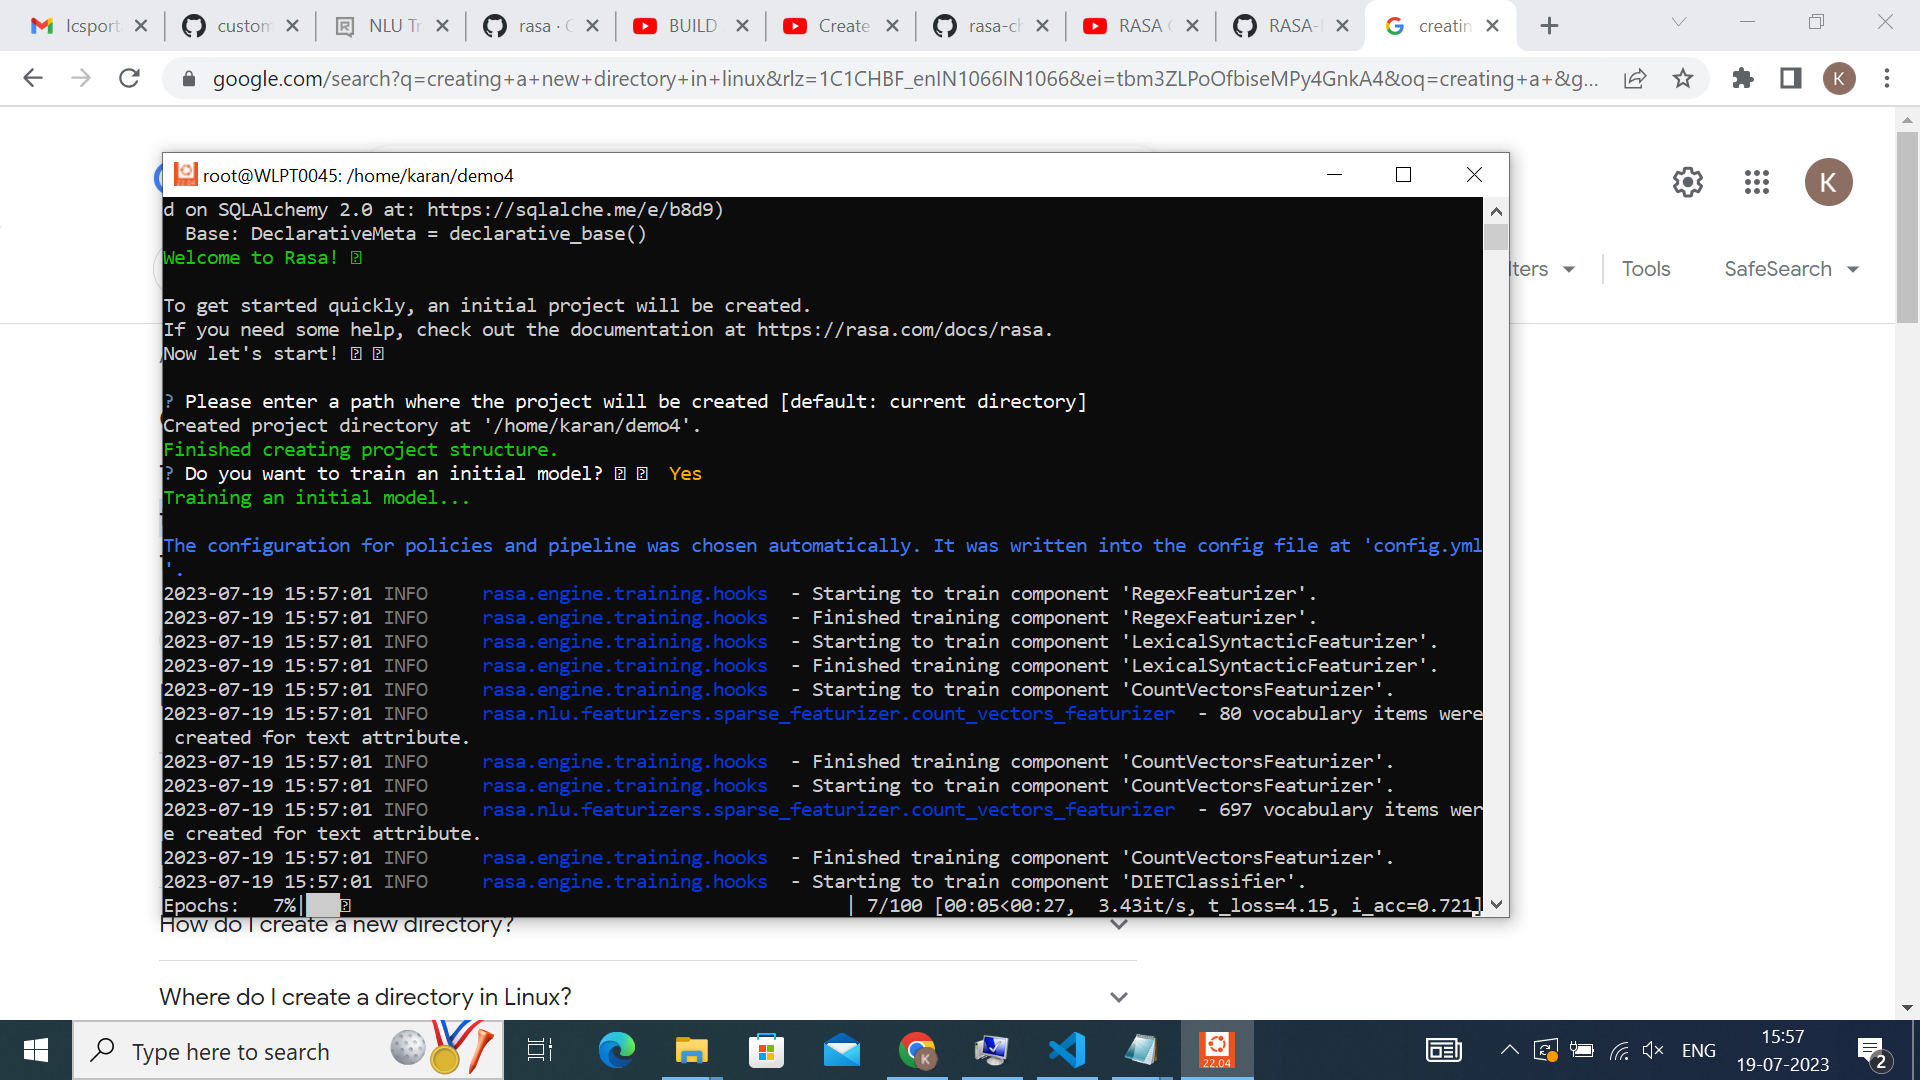 lcsport
custom
NLU Tr
rasa · C
BUILD
Create
rasa-ch
RASA C
RASA-
creatin
google.com/search?q=creating+a+new+directory+in+linux&rlz=1C1CHBF_enIN1066IN1066&ei=tbm3ZLPoOfbiseMPy4GnkA4&oq=creating+a+&g...
K
root@WLPT0045: /home/karan/demo4
K
lters
Tools
SafeSearch
d on SQLAlchemy 2.0 at: https://sqlalche.me/e/b8d9)
Base: DeclarativeMeta = declarative_base()
Welcome to Rasa!
To get started quickly, an initial project will be created.
If you need some help, check out the documentation at https://rasa.com/docs/rasa.
Now let's start!
? Please enter a path where the project will be created [default: current directory]
Created project directory at '/home/karan/demo4'.
Finished creating project structure.
? Do you want to train an initial model? Yes
Training an initial model...
The configuration for policies and pipeline was chosen automatically. It was written into the config file at 'config.yml
'.
2023-07-19 15:57:01 INFO rasa.engine.training.hooks - Starting to train component 'RegexFeaturizer'.
2023-07-19 15:57:01 INFO rasa.engine.training.hooks - Finished training component 'RegexFeaturizer'.
2023-07-19 15:57:01 INFO rasa.engine.training.hooks - Starting to train component 'LexicalSyntacticFeaturizer'.
2023-07-19 15:57:01 INFO rasa.engine.training.hooks - Finished training component 'LexicalSyntacticFeaturizer'.
2023-07-19 15:57:01 INFO rasa.engine.training.hooks - Starting to train component 'CountVectorsFeaturizer'.
2023-07-19 15:57:01 INFO rasa.nlu.featurizers.sparse_featurizer.count_vectors_featurizer - 80 vocabulary items were
created for text attribute.
2023-07-19 15:57:01 INFO rasa.engine.training.hooks - Finished training component 'CountVectorsFeaturizer'.
2023-07-19 15:57:01 INFO rasa.engine.training.hooks - Starting to train component 'CountVectorsFeaturizer'.
2023-07-19 15:57:01 INFO rasa.nlu.featurizers.sparse_featurizer.count_vectors_featurizer - 697 vocabulary items wer
e created for text attribute.
2023-07-19 15:57:01 INFO rasa.engine.training.hooks - Finished training component 'CountVectorsFeaturizer'.
2023-07-19 15:57:01 INFO rasa.engine.training.hooks - Starting to train component 'DIETClassifier'.
Epochs: 7%| | 7/100 [00:05<00:27, 3.43it/s, t_loss=4.15, i_acc=0.721]
How do I create a new directory?
Where do I create a directory in Linux?
Type here to search
K
22.04
ENG
15:57
19-07-2023
2